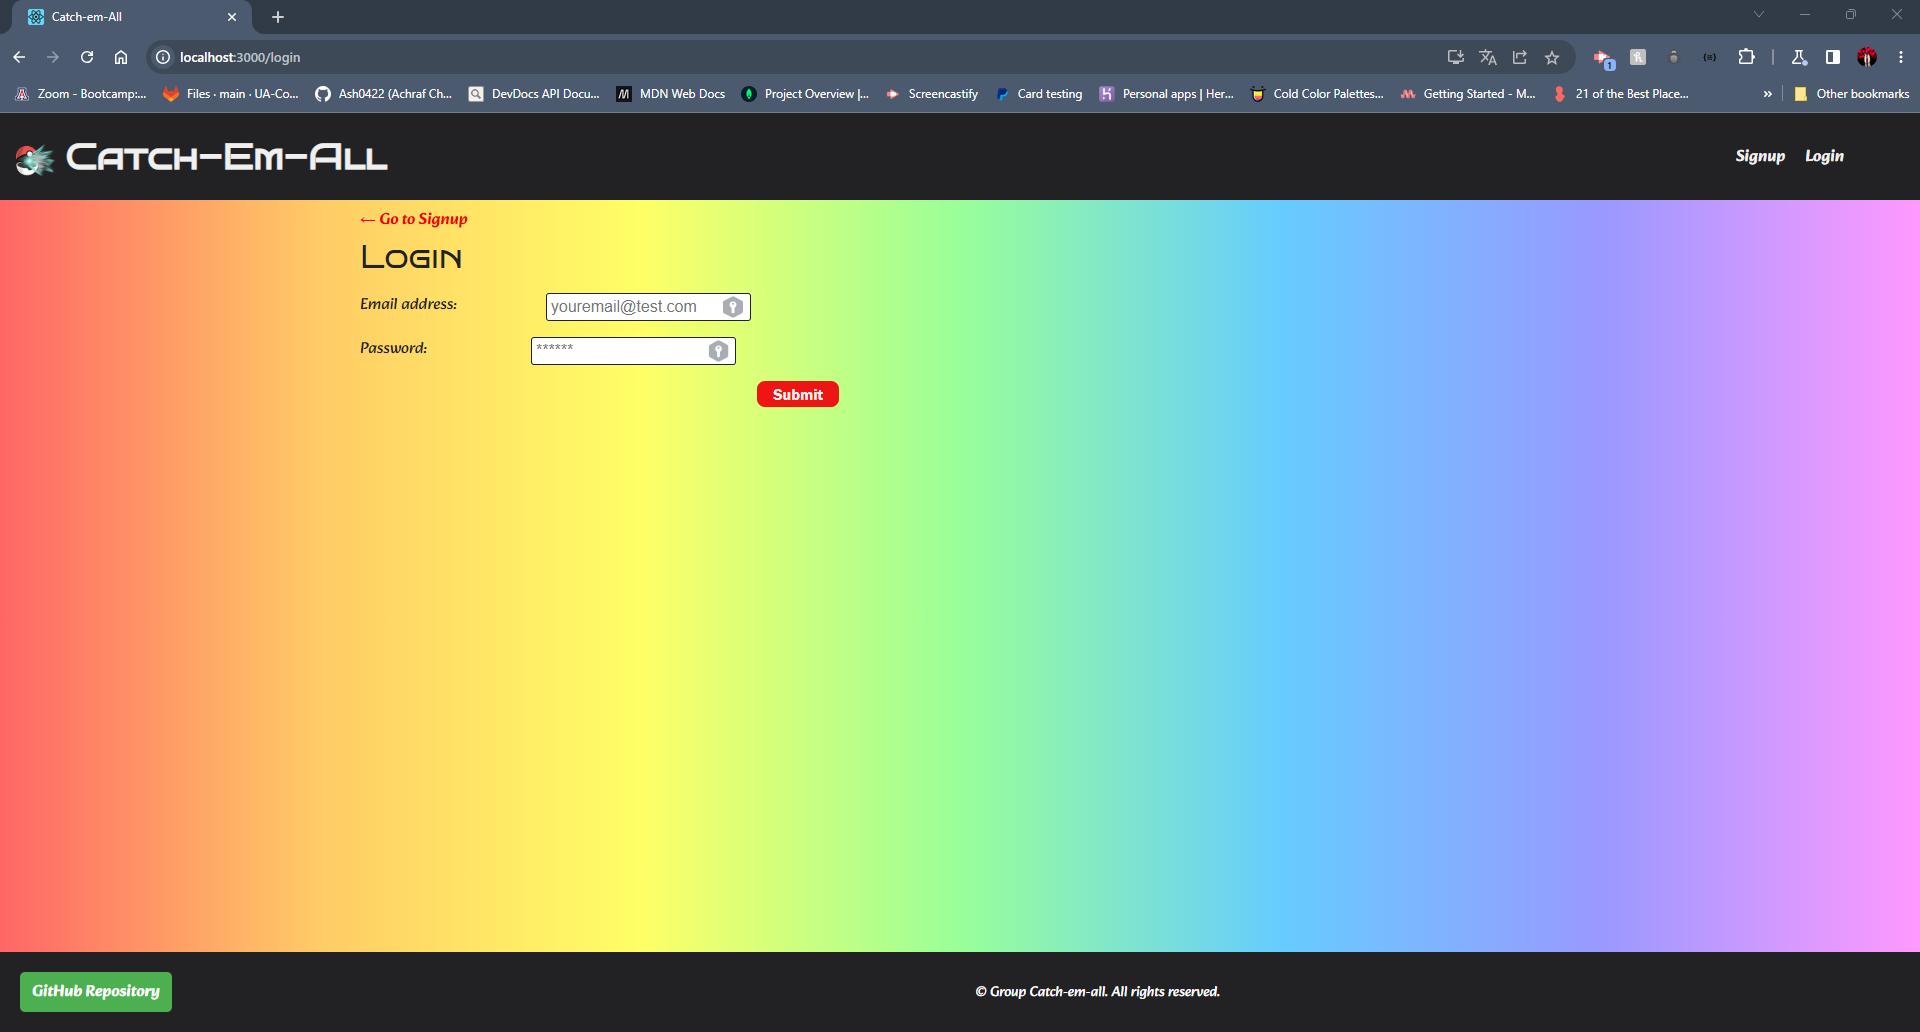 Catch-em-All
localhost:3000/login
Zoom - Bootcamp:... Files · main · UA-Co... Ash0422 (Achraf Ch... DevDocs API Docu... MDN Web Docs Project Overview |... Screencastify Card testing Personal apps | Her... Cold Color Palettes... Getting Started - M... 21 of the Best Place... » Other bookmarks
Catch-Em-All
Signup Login
← Go to Signup
Login
Email address: youremail@test.com
Password: ******
Submit
GitHub Repository
© Group Catch-em-all. All rights reserved.